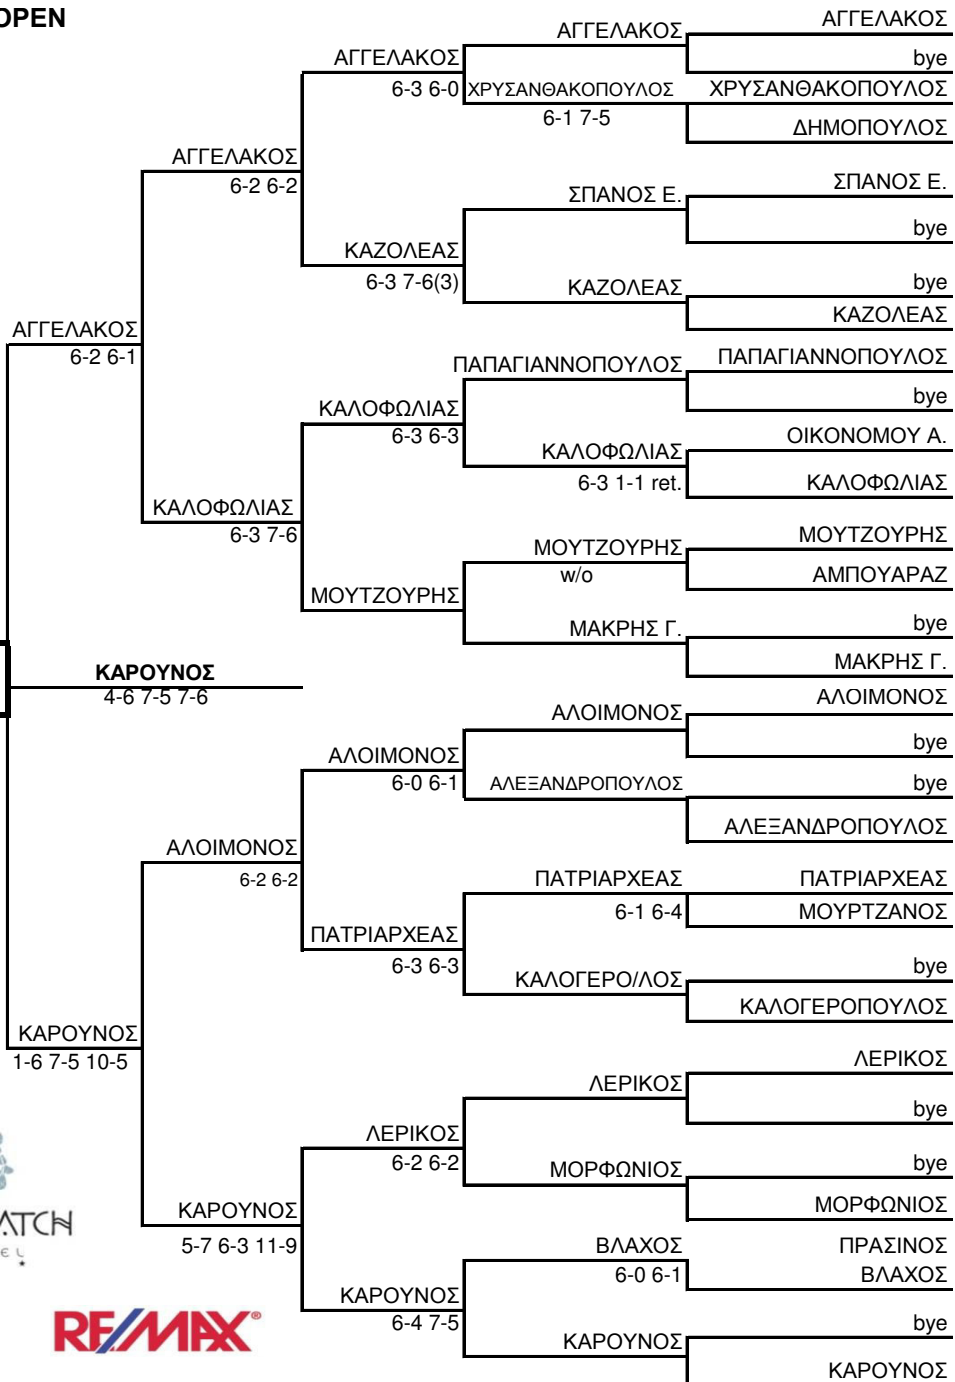 OPEN
ΑΓΓΕΛΑΚΟΣ
ΑΓΓΕΛΑΚΟΣ
ΑΓΓΕΛΑΚΟΣ
bye
6-3 6-0
ΧΡΥΣΑΝΘΑΚΟΠΟΥΛΟΣ
ΧΡΥΣΑΝΘΑΚΟΠΟΥΛΟΣ
6-1 7-5
ΔΗΜΟΠΟΥΛΟΣ
ΑΓΓΕΛΑΚΟΣ
6-2 6-2
ΣΠΑΝΟΣ Ε.
ΣΠΑΝΟΣ Ε.
bye
ΚΑΖΟΛΕΑΣ
6-3 7-6(3)
ΚΑΖΟΛΕΑΣ
bye
ΚΑΖΟΛΕΑΣ
ΑΓΓΕΛΑΚΟΣ
6-2 6-1
ΠΑΠΑΓΙΑΝΝΟΠΟΥΛΟΣ
ΠΑΠΑΓΙΑΝΝΟΠΟΥΛΟΣ
bye
ΚΑΛΟΦΩΛΙΑΣ
6-3 6-3
ΟΙΚΟΝΟΜΟΥ Α.
ΚΑΛΟΦΩΛΙΑΣ
6-3 1-1 ret.
ΚΑΛΟΦΩΛΙΑΣ
ΚΑΛΟΦΩΛΙΑΣ
6-3 7-6
ΜΟΥΤΖΟΥΡΗΣ
ΜΟΥΤΖΟΥΡΗΣ
w/o
ΑΜΠΟΥΑΡΑΖ
ΜΟΥΤΖΟΥΡΗΣ
ΜΑΚΡΗΣ Γ.
bye
ΜΑΚΡΗΣ Γ.
ΚΑΡΟΥΝΟΣ
4-6 7-5 7-6
ΑΛΟΙΜΟΝΟΣ
ΑΛΟΙΜΟΝΟΣ
bye
ΑΛΟΙΜΟΝΟΣ
6-0 6-1
ΑΛΕΞΑΝΔΡΟΠΟΥΛΟΣ
bye
ΑΛΕΞΑΝΔΡΟΠΟΥΛΟΣ
ΑΛΟΙΜΟΝΟΣ
6-2 6-2
ΠΑΤΡΙΑΡΧΕΑΣ
ΠΑΤΡΙΑΡΧΕΑΣ
6-1 6-4
ΜΟΥΡΤΖΑΝΟΣ
ΠΑΤΡΙΑΡΧΕΑΣ
6-3 6-3
ΚΑΛΟΓΕΡΟ/ΛΟΣ
bye
ΚΑΛΟΓΕΡΟΠΟΥΛΟΣ
ΚΑΡΟΥΝΟΣ
1-6 7-5 10-5
ΛΕΡΙΚΟΣ
ΛΕΡΙΚΟΣ
bye
ΛΕΡΙΚΟΣ
6-2 6-2
ΜΟΡΦΩΝΙΟΣ
bye
ΜΟΡΦΩΝΙΟΣ
ΚΑΡΟΥΝΟΣ
5-7 6-3 11-9
ΒΛΑΧΟΣ
ΠΡΑΣΙΝΟΣ
6-0 6-1
ΒΛΑΧΟΣ
ΚΑΡΟΥΝΟΣ
6-4 7-5
ΚΑΡΟΥΝΟΣ
bye
ΚΑΡΟΥΝΟΣ
RE/MAX®